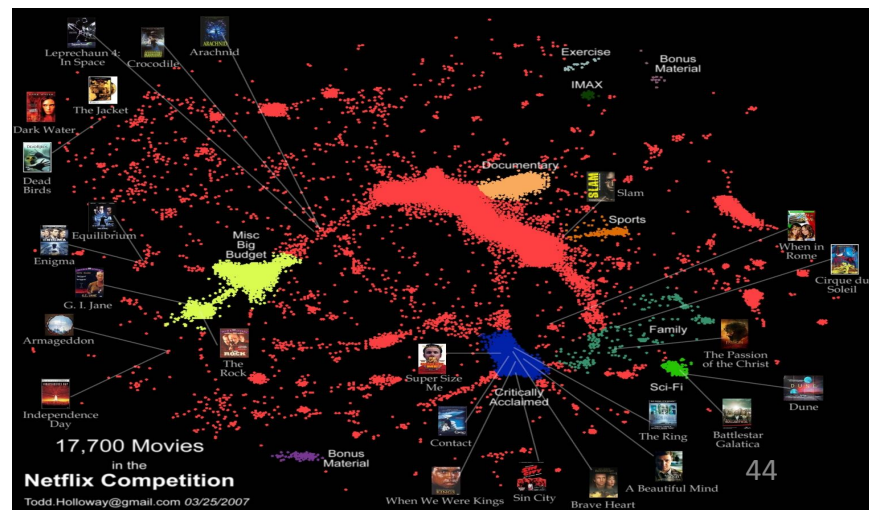 Leprechaun 4:
In Space
Crocodile
Arachnid
ARACHNID
Exercise
Bonus
Material
IMAX
The Jacket
Dark Water
Dead
Birds
Documentary
SLAM
Slam
Sports
Equilibrium
Enigma
Misc
Big
Budget
When in
Rome
Cirque du
Soleil
G. I. Jane
Armageddon
The
Rock
ROCK
Family
The Passion
of the Christ
Super Size
Me
Critically
Acclaimed
Sci-Fi
Dune
Independence
Day
Contact
The Ring
Battlestar
Galatica
17,700 Movies
in the
Netflix Competition
Todd.Holloway@gmail.com 03/25/2007
Bonus
Material
When We Were Kings
Sin City
Brave Heart
A Beautiful Mind
44